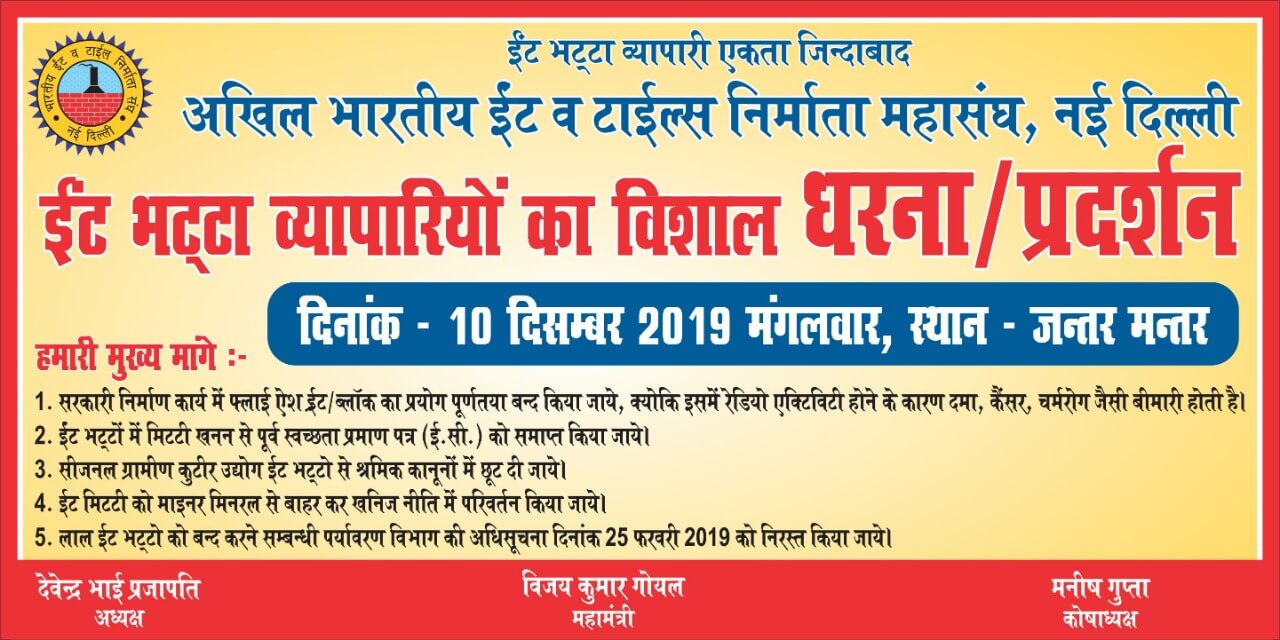 ईंट भट्टा व्यापारी एकता जिन्दाबाद
भारतीय ईंट व टाईल निर्माता संघ
नई दिल्ली
अखिल भारतीय ईंट व टाईल्स निर्माता महासंघ, नई दिल्ली
ईंट भट्टा व्यापारियों का विशाल धरना/प्रदर्शन
दिनांक - 10 दिसम्बर 2019 मंगलवार, स्थान - जन्तर मन्तर
हमारी मुख्य मांगे :-
1. सरकारी निर्माण कार्य में फ्लाई ऐश ईंट/ब्लॉक का प्रयोग पूर्णतया बन्द किया जाये, क्योकि इसमें रेडियो एक्टिविटी होने के कारण दमा, कैंसर, चर्मरोग जैसी बीमारी होती है।
2. ईंट भट्टों में मिटटी खनन से पूर्व स्वच्छता प्रमाण पत्र (ई.सी.) को समाप्त किया जाये।
3. सीजनल ग्रामीण कुटीर उद्योग ईंट भट्टो से श्रमिक कानूनों में छूट दी जाये।
4. ईंट मिटटी को माइनर मिनरल से बाहर कर खनिज नीति में परिवर्तन किया जाये।
5. लाल ईंट भट्टो को बन्द करने सम्बन्धी पर्यावरण विभाग की अधिसूचना दिनांक 25 फरवरी 2019 को निरस्त किया जाये।
देवेन्द्र भाई प्रजापति
अध्यक्ष
विजय कुमार गोयल
महामंत्री
मनीष गुप्ता
कोषाध्यक्ष